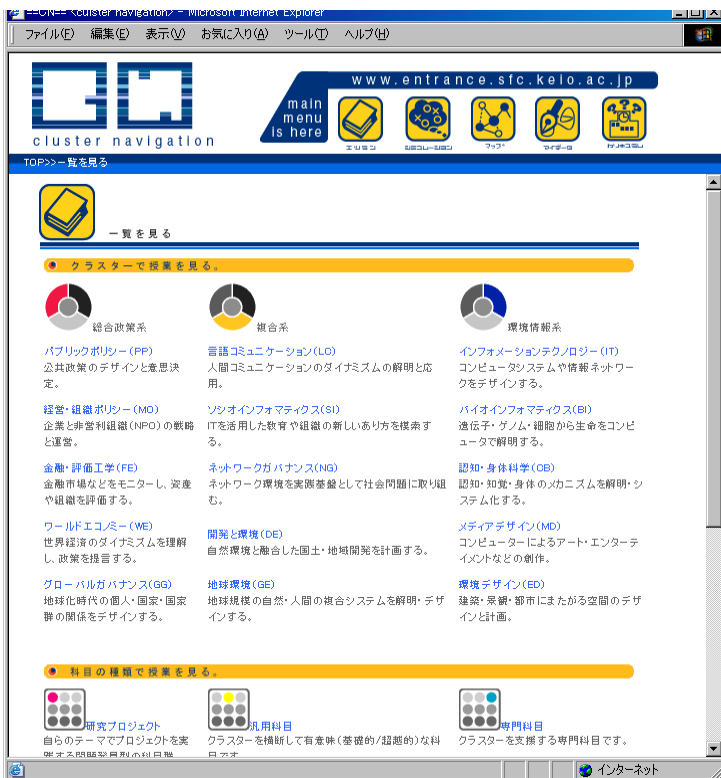 ==CN== <cluster navigation> - Microsoft Internet Explorer
ファイル(F) 編集(E) 表示(V) お気に入り(A) ツール(T) ヘルプ(H)
cluster navigation
www.entrance.sfc.keio.ac.jp
main
menu
is here
マップ
マイデータ
TOP>>一覧を見る
一覧を見る
クラスターで授業を見る。
総合政策系
複合系
環境情報系
パブリックポリシー(PP)
公共政策のデザインと意思決
定。
言語コミュニケーション(LC)
人間コミュニケーションのダイナミズムの解明と応
用。
インフォメーションテクノロジー(IT)
コンピュータシステムや情報ネットワー
クをデザインする。
経営・組織ポリシー(MO)
企業と非営利組織(NPO)の戦略
と運営。
ソシオインフォマティクス(SI)
ITを活用した教育や組織の新しいあり方を模索す
る。
バイオインフォマティクス(BI)
遺伝子・ゲノム・細胞から生命をコンピ
ュータで解明する。
金融・評価工学(FE)
金融市場などをモニターし、資産
や組織を評価する。
ネットワークガバナンス(NG)
ネットワーク環境を実践基盤として社会問題に取り組
む。
認知・身体科学(CB)
認知・知覚・身体のメカニズムを解明・シ
ステム化する。
ワールドエコノミー(WE)
世界経済のダイナミズムを理解
し、政策を提言する。
開発と環境(DE)
自然環境と融合した国土・地域開発を計画する。
メディアデザイン(MD)
コンピューターによるアート・エンターテ
イメントなどの創作。
グローバルガバナンス(GG)
地球化時代の個人・国家・国家
群の関係をデザインする。
地球環境(GE)
地球規模の自然・人間の複合システムを解明・デザ
インする。
環境デザイン(ED)
建築・景観・都市にまたがる空間のデザ
インと計画。
科目の種類で授業を見る。
研究プロジェクト
自らのテーマでプロジェクトを実
汎用科目
クラスターを横断して有意味(基礎的/超越的)な科
目です。
専門科目
クラスターを支援する専門科目です。
インターネット